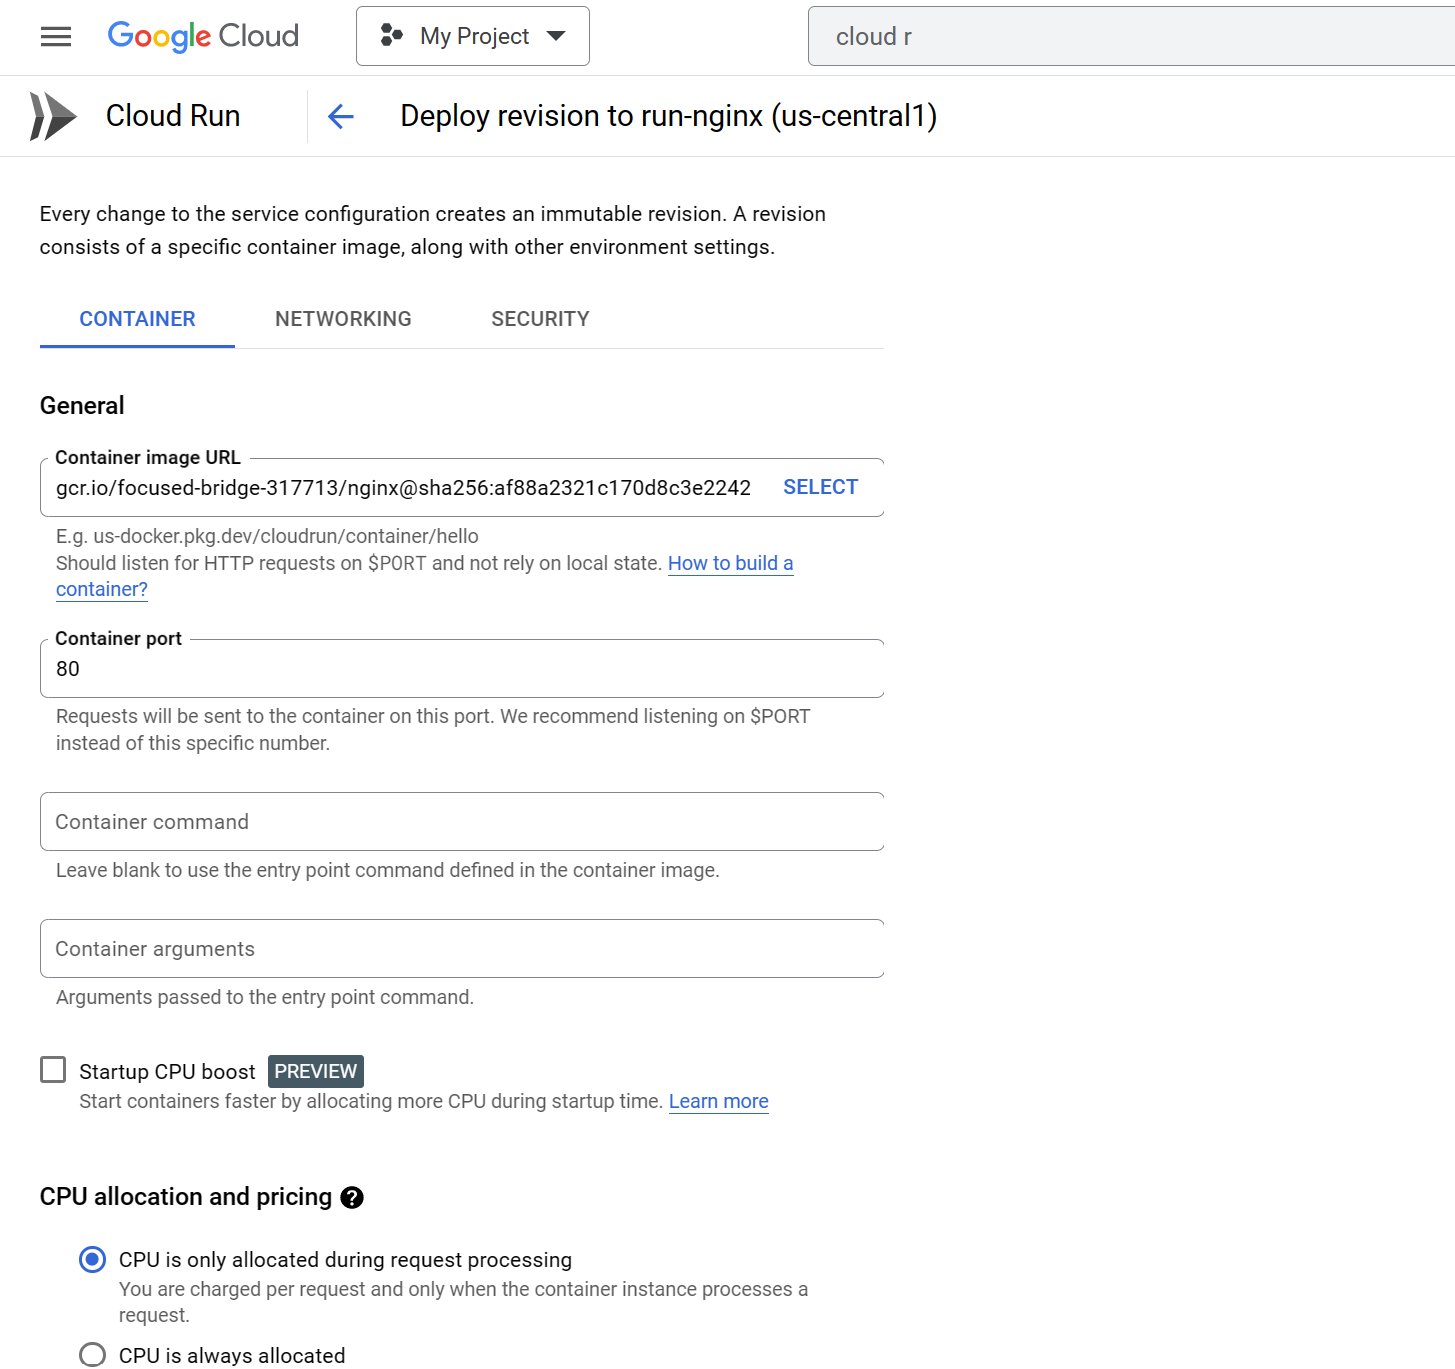 Google Cloud
My Project
cloud r
Cloud Run
Deploy revision to run-nginx (us-central1)
Every change to the service configuration creates an immutable revision. A revision
consists of a specific container image, along with other environment settings.
CONTAINER
NETWORKING
SECURITY
General
Container image URL
gcr.io/focused-bridge-317713/nginx@sha256:af88a2321c170d8c3e2242
SELECT
E.g. us-docker.pkg.dev/cloudrun/container/hello
Should listen for HTTP requests on $PORT and not rely on local state. How to build a
container?
Container port
80
Requests will be sent to the container on this port. We recommend listening on $PORT
instead of this specific number.
Container command
Leave blank to use the entry point command defined in the container image.
Container arguments
Arguments passed to the entry point command.
Startup CPU boost PREVIEW
Start containers faster by allocating more CPU during startup time. Learn more
CPU allocation and pricing ?
CPU is only allocated during request processing
You are charged per request and only when the container instance processes a
request.
CPU is always allocated